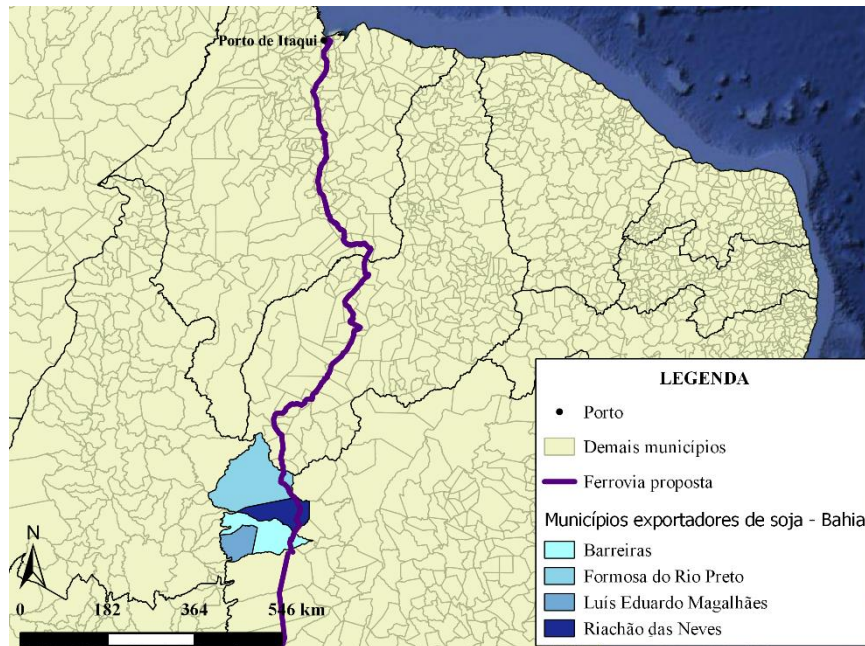 Porto de Itaqui
LEGENDA
Porto
Demais municípios
Ferrovia proposta
Municípios exportadores de soja - Bahia
Barreiras
Formosa do Rio Preto
Luís Eduardo Magalhães
Riachão das Neves
N
0 182 364 546 km